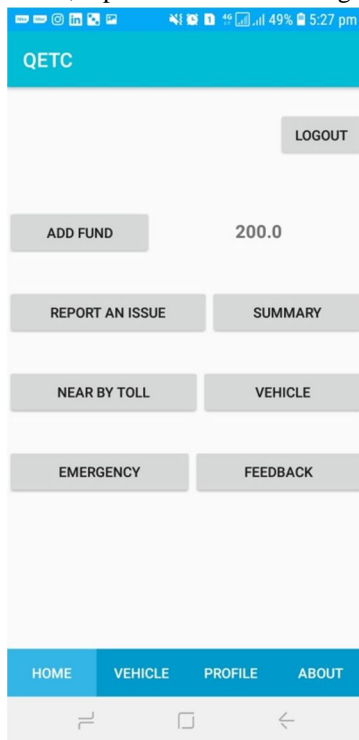 49% 5:27 pm
QETC
LOGOUT
ADD FUND 200.0
REPORT AN ISSUE SUMMARY
NEAR BY TOLL VEHICLE
EMERGENCY FEEDBACK
HOME VEHICLE PROFILE ABOUT